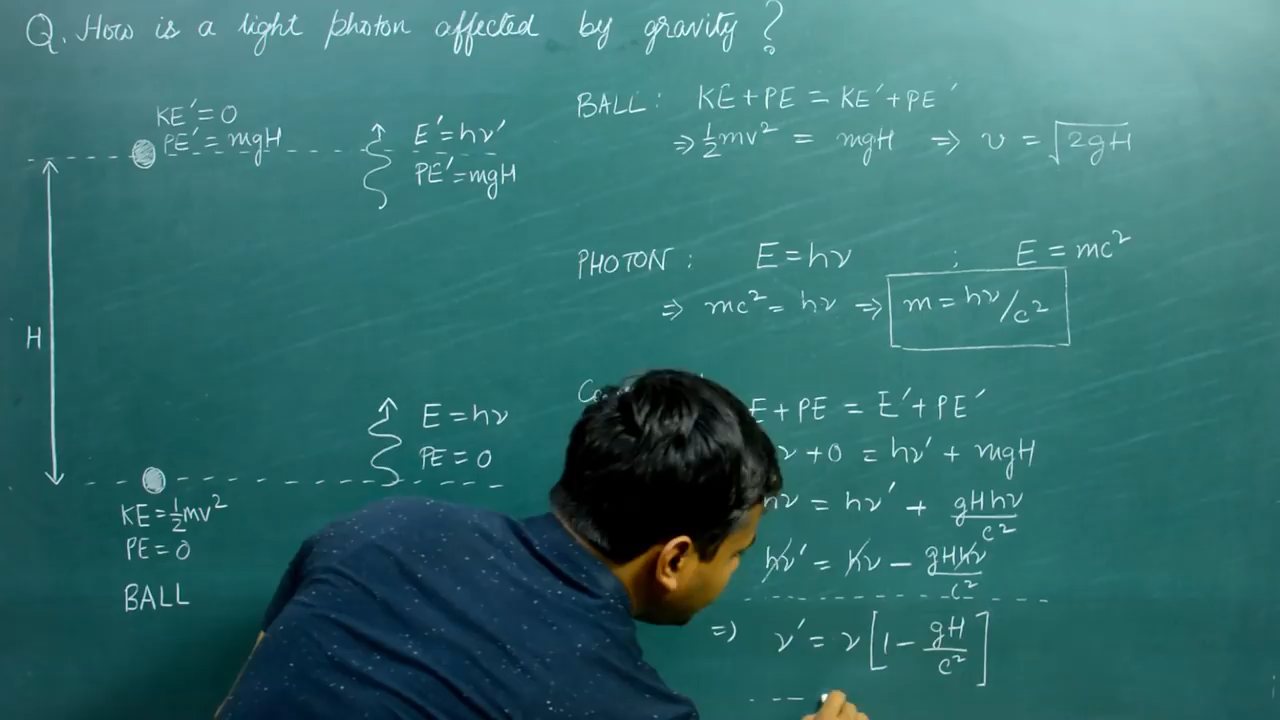 Q. How is a light photon affected by gravity ?
KE' = 0
PE' = mgH
E' = hν'
PE' = mgH
H
E = hν
PE = 0
KE = ½mv²
PE = 0
BALL
BALL : KE + PE = KE' + PE'
⇒ ½mv² = mgH ⇒ v = √2gH
PHOTON : E = hν ; E = mc²
⇒ mc² = hν ⇒ m = hν/c²
E + PE = E' + PE'
ν + 0 = hν' + mgH
hν = hν' + gHhν/c²
hν' = hν − gHhν/c²
⇒ ν' = ν [1 − gH/c²]